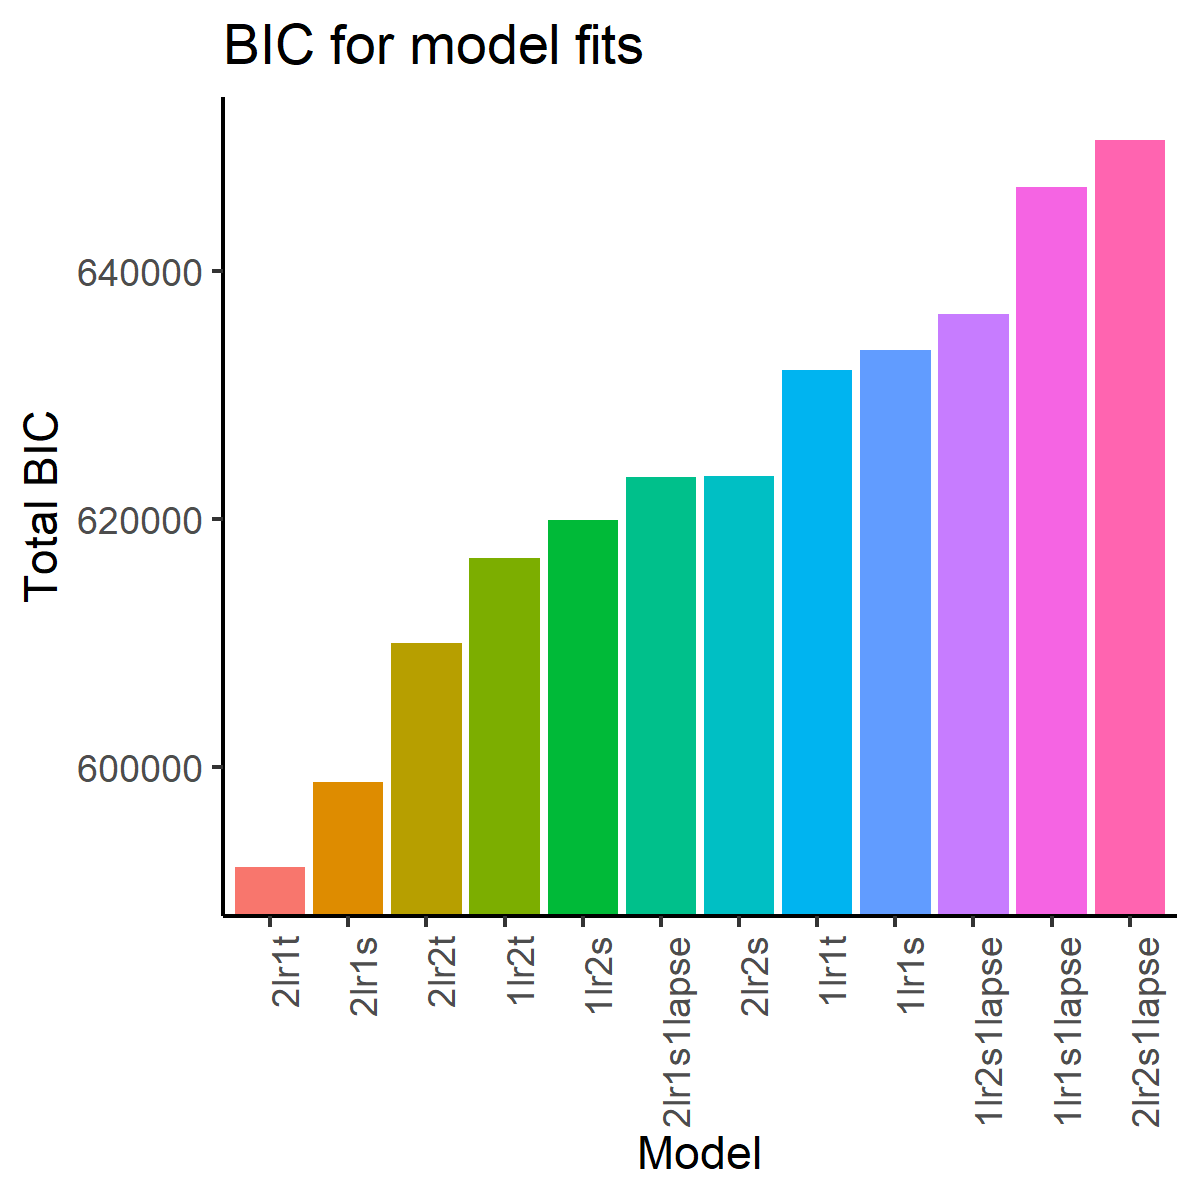 BIC for model fits
Total BIC
640000
620000
600000
2lr1t
2lr1s
2lr2t
1lr2t
1lr2s
2lr1s1lapse
2lr2s
1lr1t
1lr1s
1lr2s1lapse
1lr1s1lapse
2lr2s1lapse
Model